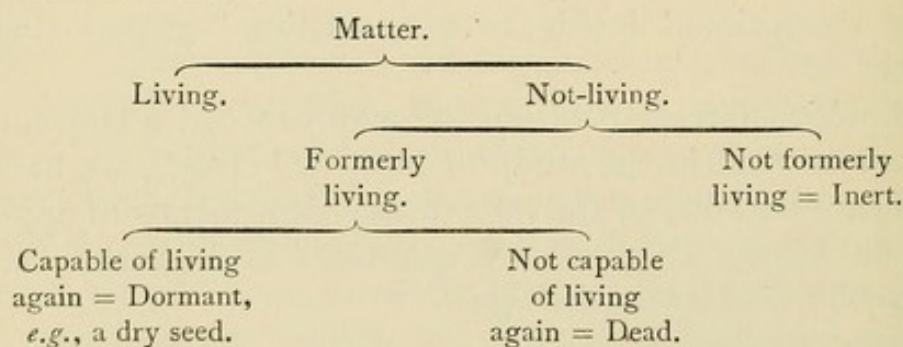 Matter.
Living.
Not-living.
Formerly
living.
Not formerly
living = Inert.
Capable of living
again = Dormant,
e.g., a dry seed.
Not capable
of living
again = Dead.